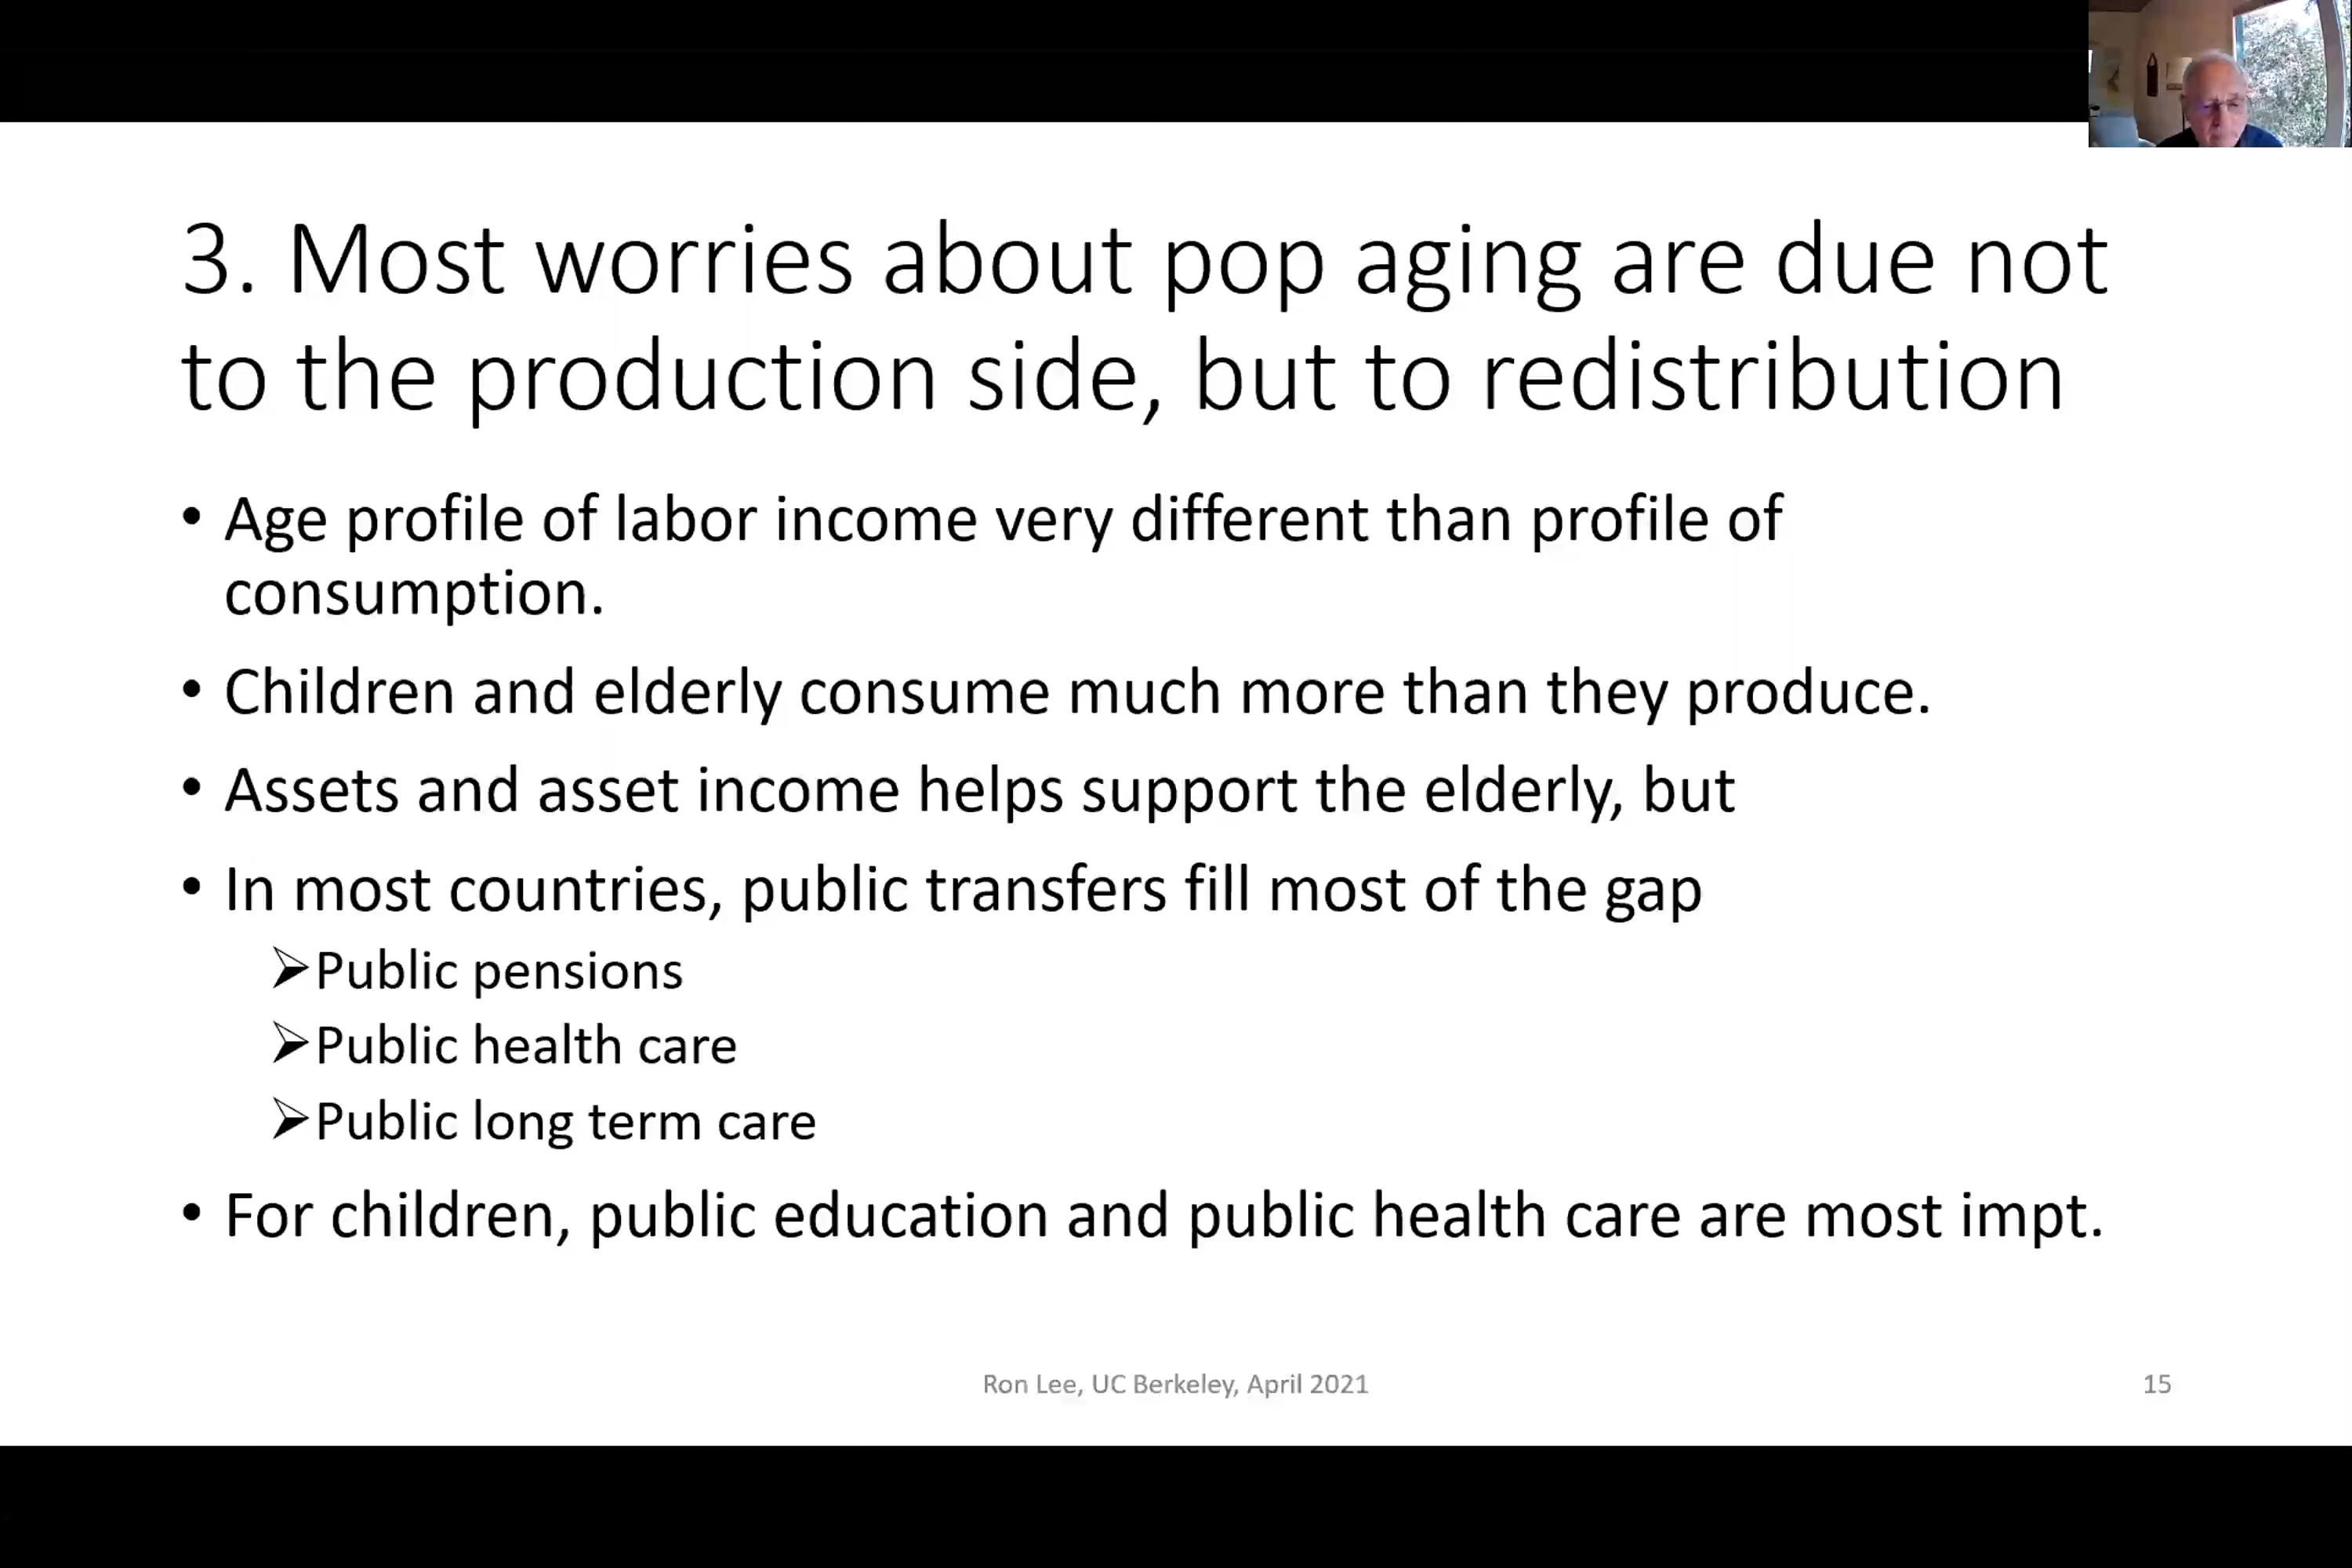 3. Most worries about pop aging are due not
to the production side, but to redistribution
• Age profile of labor income very different than profile of
consumption.
• Children and elderly consume much more than they produce.
• Assets and asset income helps support the elderly, but
• In most countries, public transfers fill most of the gap
➢Public pensions
➢Public health care
➢Public long term care
• For children, public education and public health care are most impt.
Ron Lee, UC Berkeley, April 2021
15